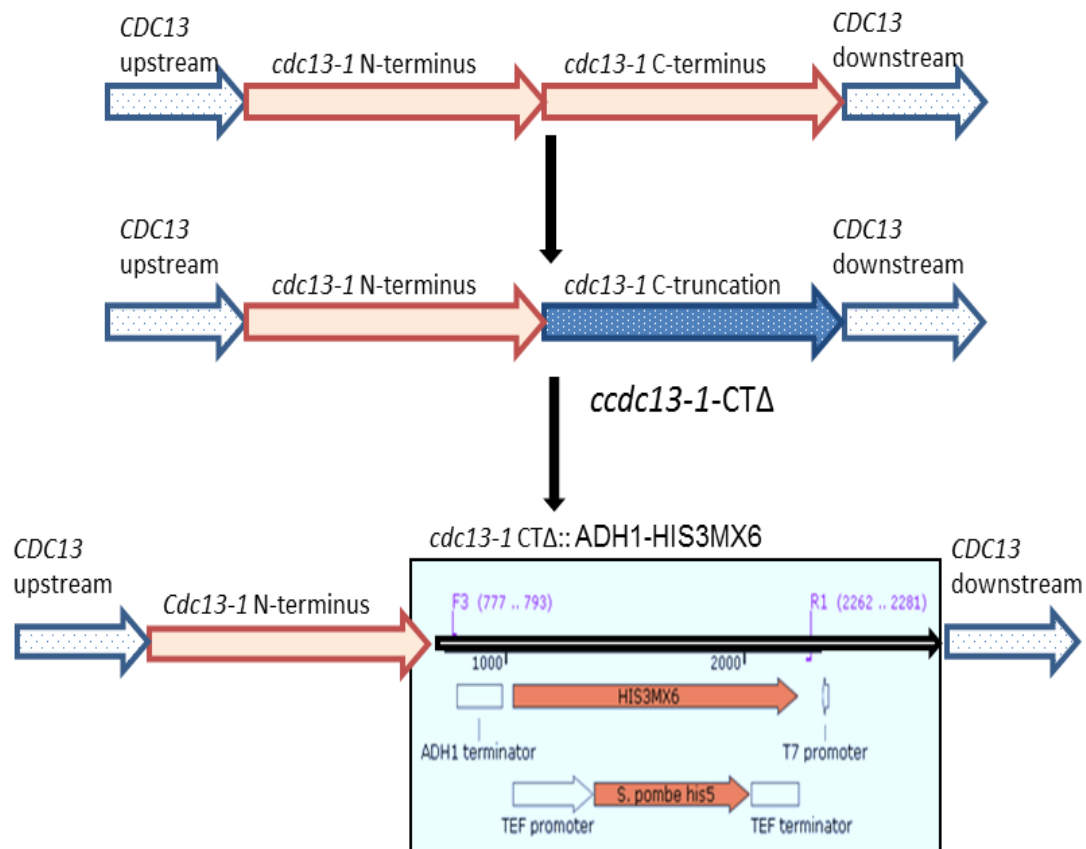 CDC13
upstream
cdc13-1 N-terminus
cdc13-1 C-terminus
CDC13
downstream
CDC13
upstream
cdc13-1 N-terminus
cdc13-1 C-truncation
CDC13
downstream
ccdc13-1-CTΔ
cdc13-1 CTΔ:: ADH1-HIS3MX6
CDC13
upstream
Cdc13-1 N-terminus
CDC13
downstream
F3 (777 .. 793)
R1 (2262 .. 2281)
1000
2000
HIS3MX6
ADH1 terminator
T7 promoter
S. pombe his5
TEF promoter
TEF terminator